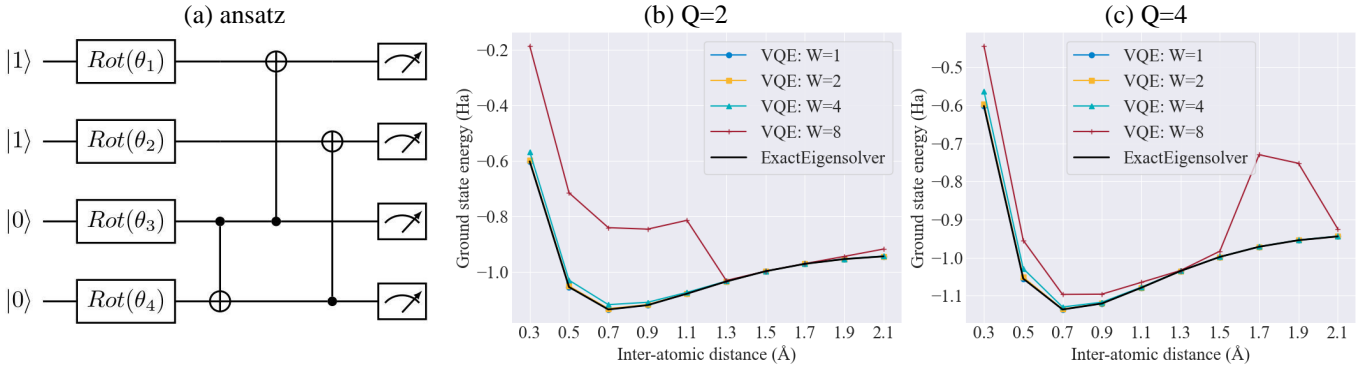 (a) ansatz
|1⟩ Rot(θ₁)
|1⟩ Rot(θ₂)
|0⟩ Rot(θ₃)
|0⟩ Rot(θ₄)
(b) Q=2
Ground state energy (Ha)
−0.2
−0.4
−0.6
−0.8
−1.0
VQE: W=1
VQE: W=2
VQE: W=4
VQE: W=8
ExactEigensolver
0.3 0.5 0.7 0.9 1.1 1.3 1.5 1.7 1.9 2.1
Inter-atomic distance (Å)
(c) Q=4
Ground state energy (Ha)
−0.5
−0.6
−0.7
−0.8
−0.9
−1.0
−1.1
VQE: W=1
VQE: W=2
VQE: W=4
VQE: W=8
ExactEigensolver
0.3 0.5 0.7 0.9 1.1 1.3 1.5 1.7 1.9 2.1
Inter-atomic distance (Å)